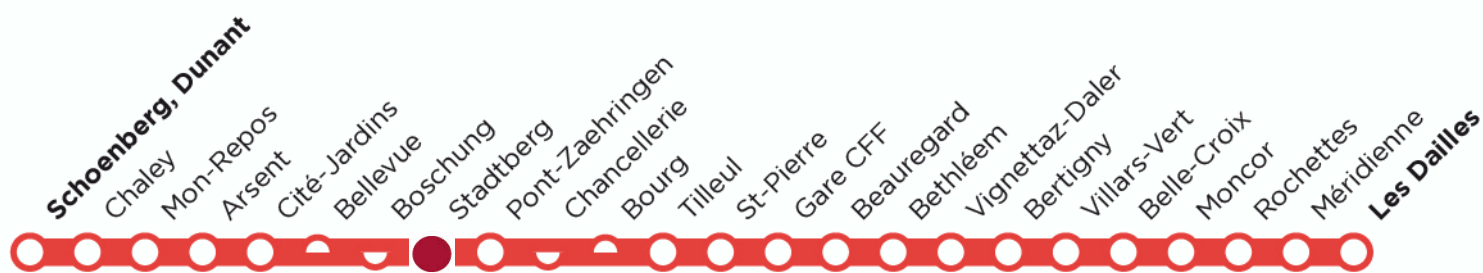 Schoenberg, Dunant
Chaley
Mon-Repos
Arsent
Cité-Jardins
Bellevue
Boschung
Stadtberg
Pont-Zaehringen
Chancellerie
Bourg
Tilleul
St-Pierre
Gare CFF
Beauregard
Bethléem
Vignettaz-Daler
Bertigny
Villars-Vert
Belle-Croix
Moncor
Rochettes
Méridienne
Les Dailles